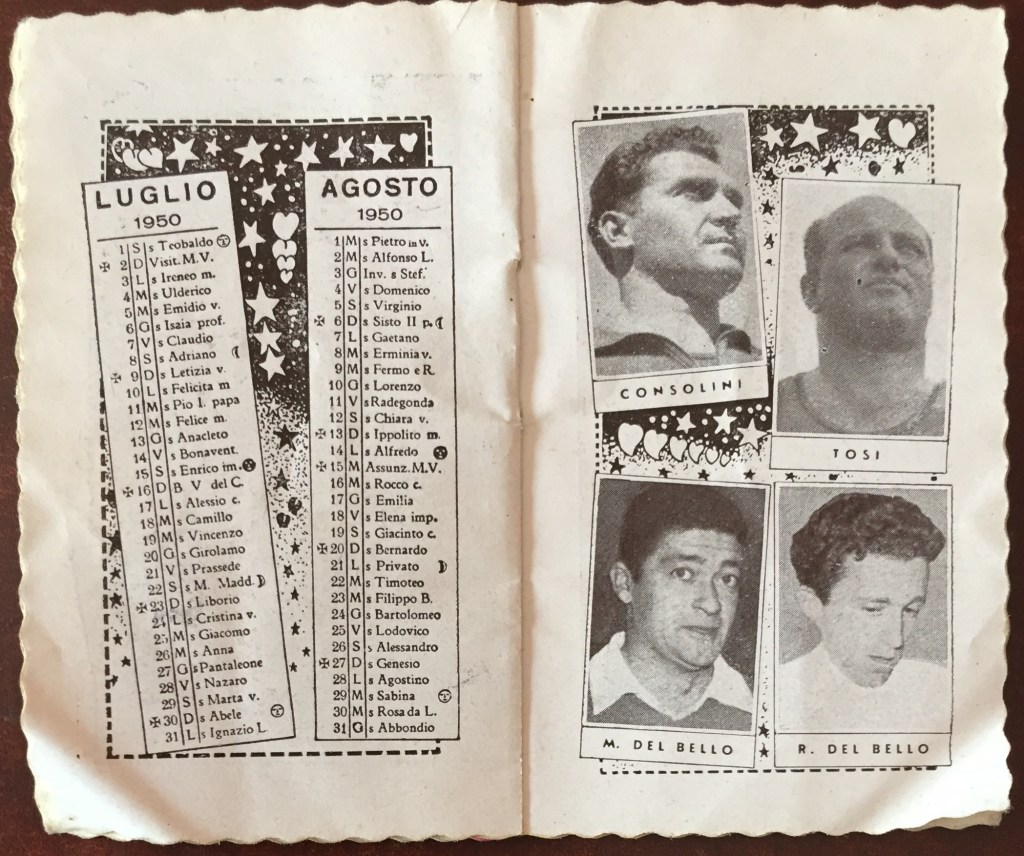 LUGLIO
1950
1 S s Teobaldo
✠ 2 D Visit. M.V.
3 L s Ireneo m.
4 M s Ulderico
5 M s Emidio v.
6 G s Isaia prof.
7 V s Claudio
8 S s Adriano
✠ 9 D s Letizia v.
10 L s Felicita m
11 M s Pio I. papa
12 M s Felice m.
13 G s Anacleto
14 V s Bonavent.
15 S s Enrico im.
✠ 16 D B V del C.
17 L s Alessio c.
18 M s Camillo
19 M s Vincenzo
20 G s Girolamo
21 V s Prassede
22 S s M. Madd.
✠ 23 D s Liborio
24 L s Cristina v.
25 M s Giacomo
26 M s Anna
27 G s Pantaleone
28 V s Nazaro
29 S s Marta v.
✠ 30 D s Abele
31 L s Ignazio L
AGOSTO
1950
1 M s Pietro in v.
2 M s Alfonso L.
3 G Inv. s Stef.
4 V s Domenico
5 S s Virginio
✠ 6 D s Sisto II p.
7 L s Gaetano
8 M s Erminia v.
9 M s Fermo e R.
10 G s Lorenzo
11 V s Radegonda
12 S s Chiara v.
✠ 13 D s Ippolito m.
14 L s Alfredo
✠ 15 M Assunz. M.V.
16 M s Rocco c.
17 G s Emilia
18 V s Elena imp.
19 S s Giacinto c.
✠ 20 D s Bernardo
21 L s Privato
22 M s Timoteo
23 M s Filippo B.
24 G s Bartolomeo
25 V s Lodovico
26 S s Alessandro
✠ 27 D s Genesio
28 L s Agostino
29 M s Sabina
30 M s Rosa da L.
31 G s Abbondio
CONSOLINI
TOSI
M. DEL BELLO
R. DEL BELLO